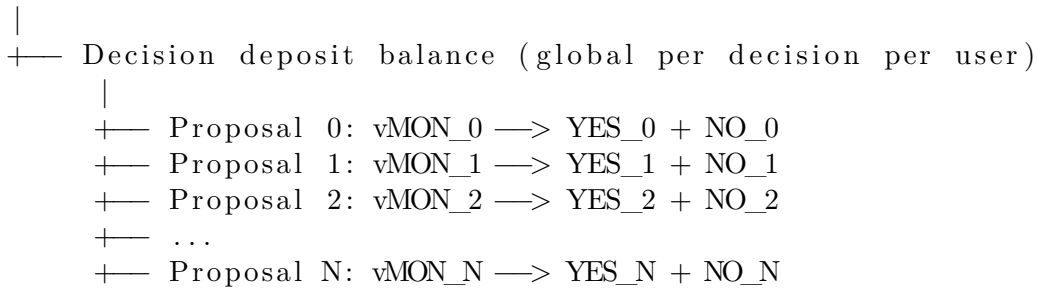 |
+── Decision deposit balance (global per decision per user)
|
+── Proposal 0: vMON_0 ──> YES_0 + NO_0
+── Proposal 1: vMON_1 ──> YES_1 + NO_1
+── Proposal 2: vMON_2 ──> YES_2 + NO_2
+── ...
+── Proposal N: vMON_N ──> YES_N + NO_N